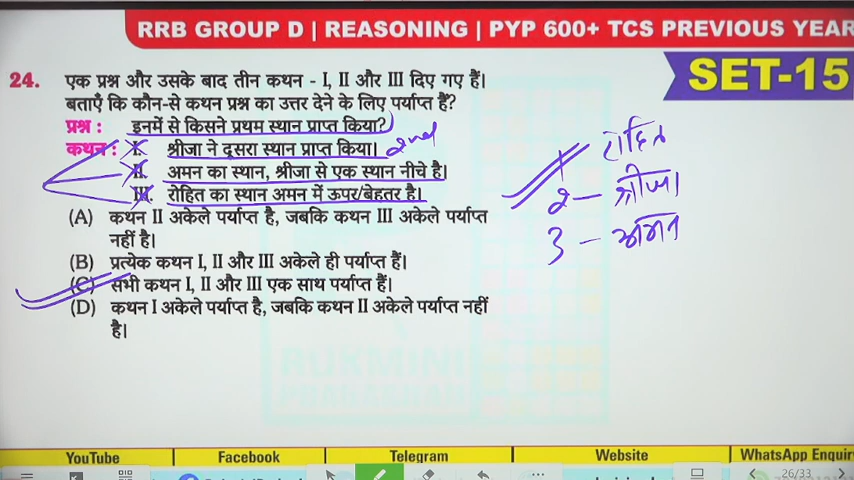 RRB GROUP D | REASONING | PYP 600+ TCS PREVIOUS YEAR
SET-15
24. एक प्रश्न और उसके बाद तीन कथन - I, II और III दिए गए हैं।
बताएँ कि कौन-से कथन प्रश्न का उत्तर देने के लिए पर्याप्त हैं?
प्रश्न : इनमें से किसने प्रथम स्थान प्राप्त किया?
कथन : I. श्रीजा ने दूसरा स्थान प्राप्त किया। 2nd
II. अमन का स्थान, श्रीजा से एक स्थान नीचे है।
III. रोहित का स्थान अमन में ऊपर/बेहतर है।
(A) कथन II अकेले पर्याप्त है, जबकि कथन III अकेले पर्याप्त
नहीं है।
(B) प्रत्येक कथन I, II और III अकेले ही पर्याप्त हैं।
(C) सभी कथन I, II और III एक साथ पर्याप्त हैं।
(D) कथन I अकेले पर्याप्त है, जबकि कथन II अकेले पर्याप्त नहीं
है।
1 - रोहित
2 - श्रीजा
3 - अमन
RUKMINI
PRAKASHAN
YouTube
Facebook
Telegram
Website
WhatsApp Enquiry
26/33